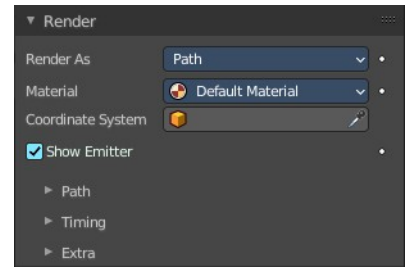 Render
Render As Path
Material Default Material
Coordinate System
Show Emitter
Path
Timing
Extra